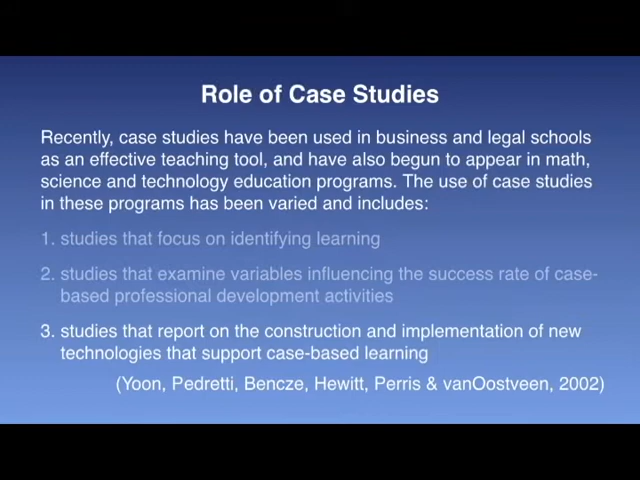 Role of Case Studies
Recently, case studies have been used in business and legal schools
as an effective teaching tool, and have also begun to appear in math,
science and technology education programs. The use of case studies
in these programs has been varied and includes:
1. studies that focus on identifying learning
2. studies that examine variables influencing the success rate of case-
based professional development activities
3. studies that report on the construction and implementation of new
technologies that support case-based learning
(Yoon, Pedretti, Bencze, Hewitt, Perris & vanOostveen, 2002)